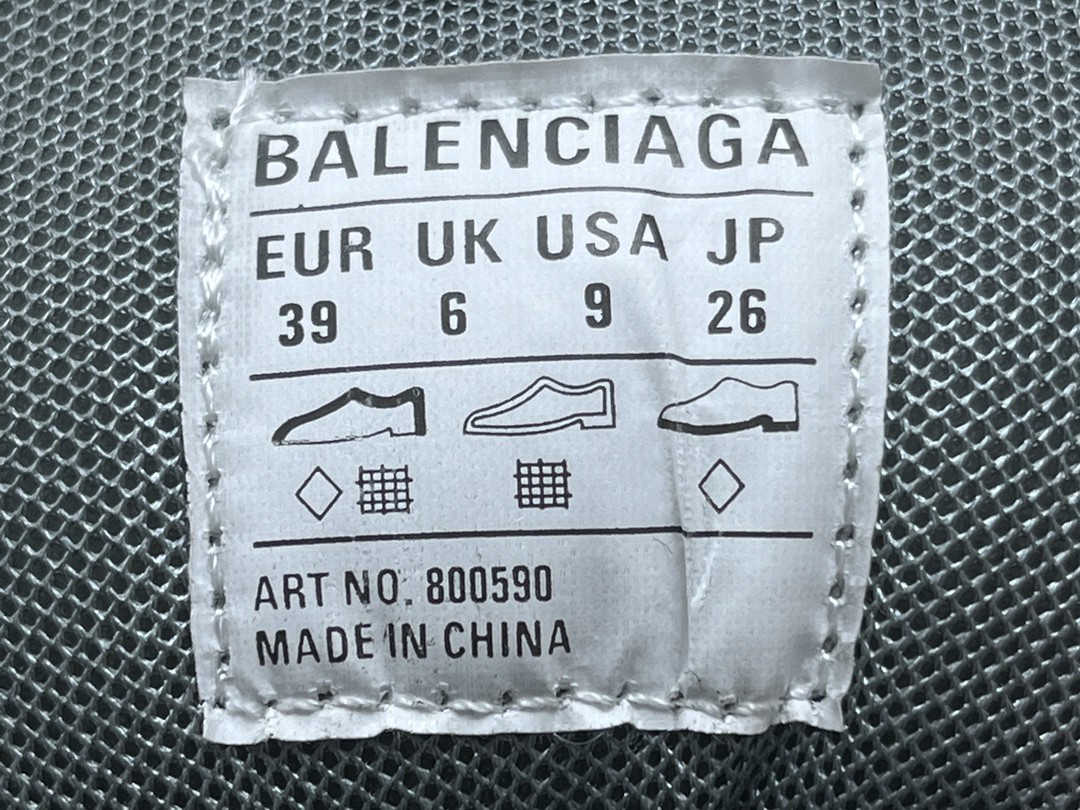 BALENCIAGA
EUR UK USA JP
39 6 9 26
ART NO. 800590
MADE IN CHINA